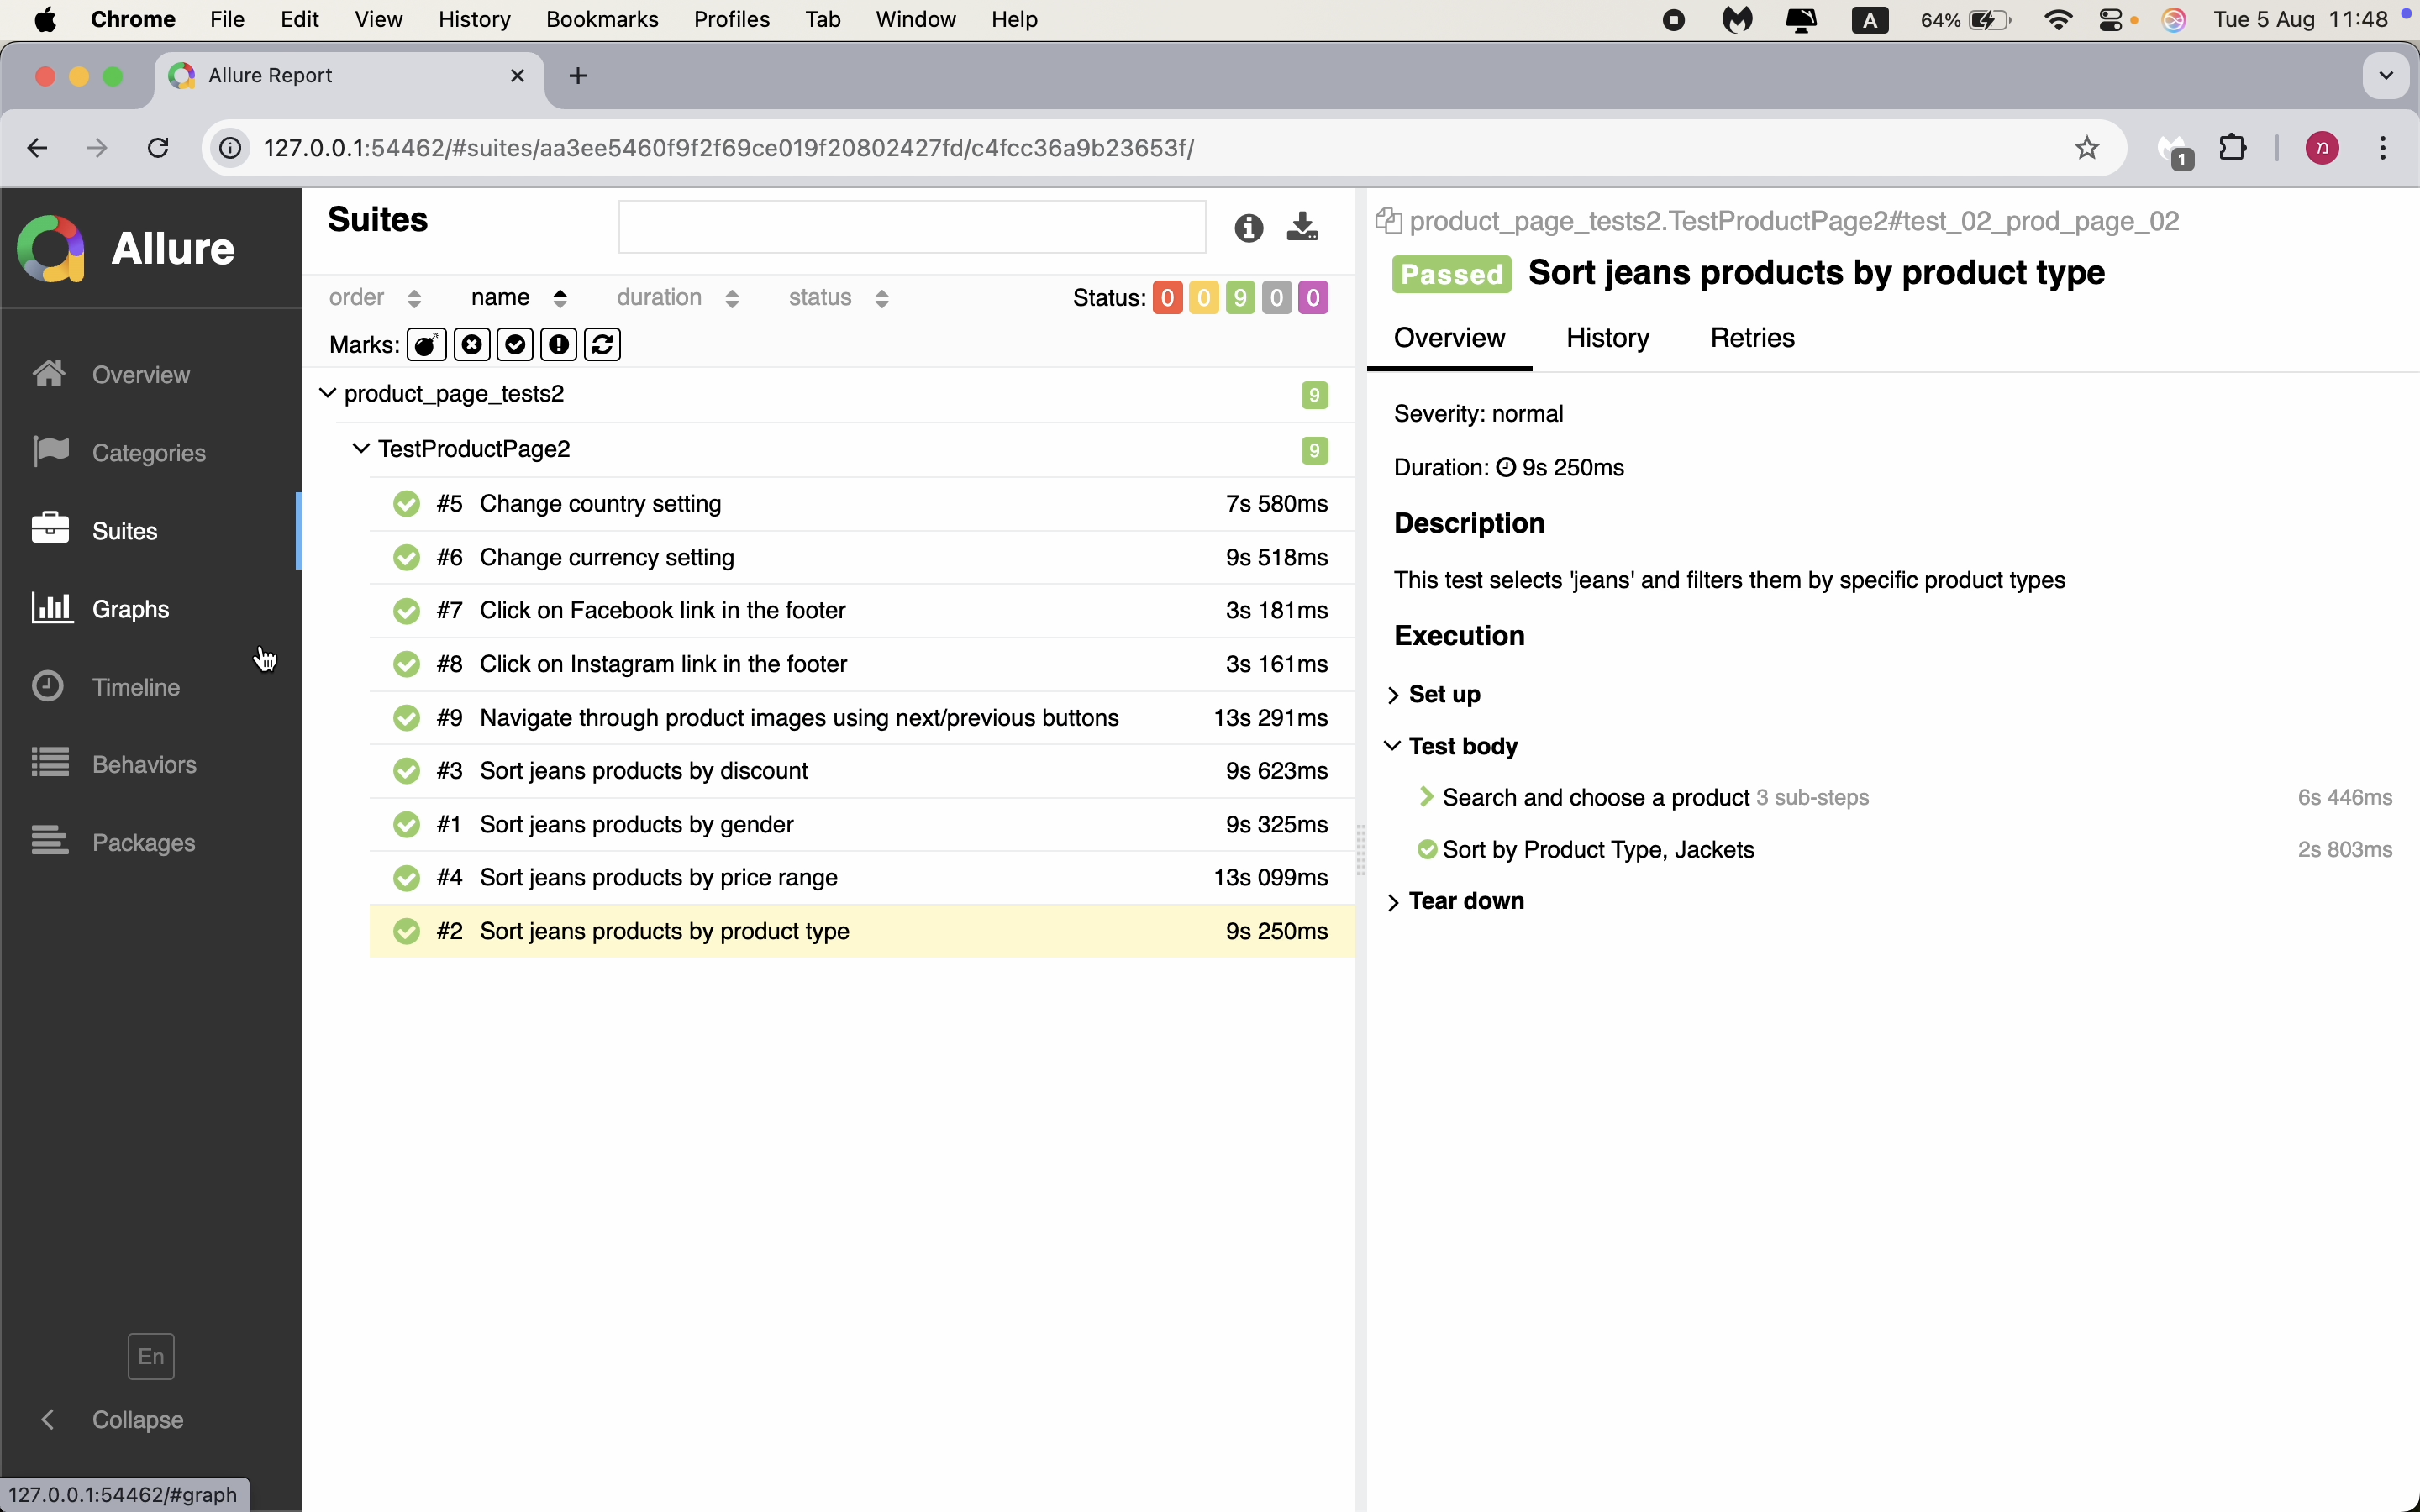 Chrome File Edit View History Bookmarks Profiles Tab Window Help A 64% Tue 5 Aug 11:48
Allure Report
127.0.0.1:54462/#suites/aa3ee5460f9f2f69ce019f20802427fd/c4fcc36a9b23653f/ 1 מ
Allure
Overview
Categories
Suites
Graphs
Timeline
Behaviors
Packages
En
Collapse
127.0.0.1:54462/#graph
Suites
order name duration status Status: 0 0 9 0 0
Marks:
product_page_tests2 9
TestProductPage2 9
#5 Change country setting 7s 580ms
#6 Change currency setting 9s 518ms
#7 Click on Facebook link in the footer 3s 181ms
#8 Click on Instagram link in the footer 3s 161ms
#9 Navigate through product images using next/previous buttons 13s 291ms
#3 Sort jeans products by discount 9s 623ms
#1 Sort jeans products by gender 9s 325ms
#4 Sort jeans products by price range 13s 099ms
#2 Sort jeans products by product type 9s 250ms
product_page_tests2.TestProductPage2#test_02_prod_page_02
Passed Sort jeans products by product type
Overview History Retries
Severity: normal
Duration: 9s 250ms
Description
This test selects 'jeans' and filters them by specific product types
Execution
Set up
Test body
Search and choose a product 3 sub-steps 6s 446ms
Sort by Product Type, Jackets 2s 803ms
Tear down